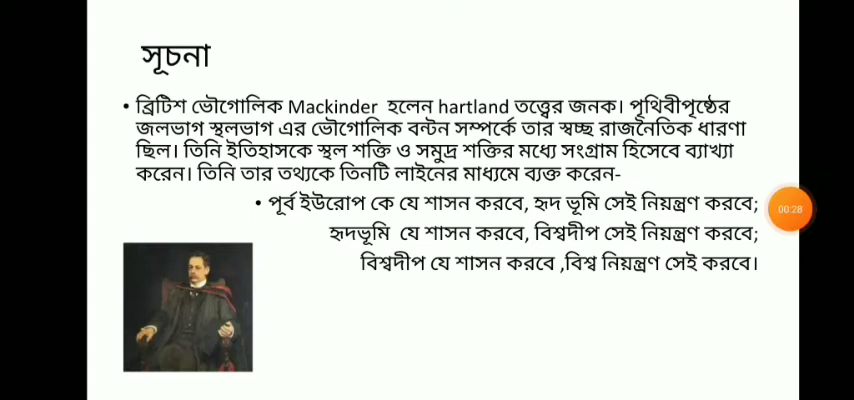 সূচনা
• ব্রিটিশ ভৌগোলিক Mackinder হলেন hartland তত্ত্বের জনক। পৃথিবীপৃষ্ঠের
জলভাগ স্থলভাগ এর ভৌগোলিক বন্টন সম্পর্কে তার স্বচ্ছ রাজনৈতিক ধারণা
ছিল। তিনি ইতিহাসকে স্থল শক্তি ও সমুদ্র শক্তির মধ্যে সংগ্রাম হিসেবে ব্যাখ্যা
করেন। তিনি তার তথ্যকে তিনটি লাইনের মাধ্যমে ব্যক্ত করেন-
• পূর্ব ইউরোপ কে যে শাসন করবে, হৃদ ভূমি সেই নিয়ন্ত্রণ করবে;
হৃদভূমি যে শাসন করবে, বিশ্বদীপ সেই নিয়ন্ত্রণ করবে;
বিশ্বদীপ যে শাসন করবে ,বিশ্ব নিয়ন্ত্রণ সেই করবে।
00:28